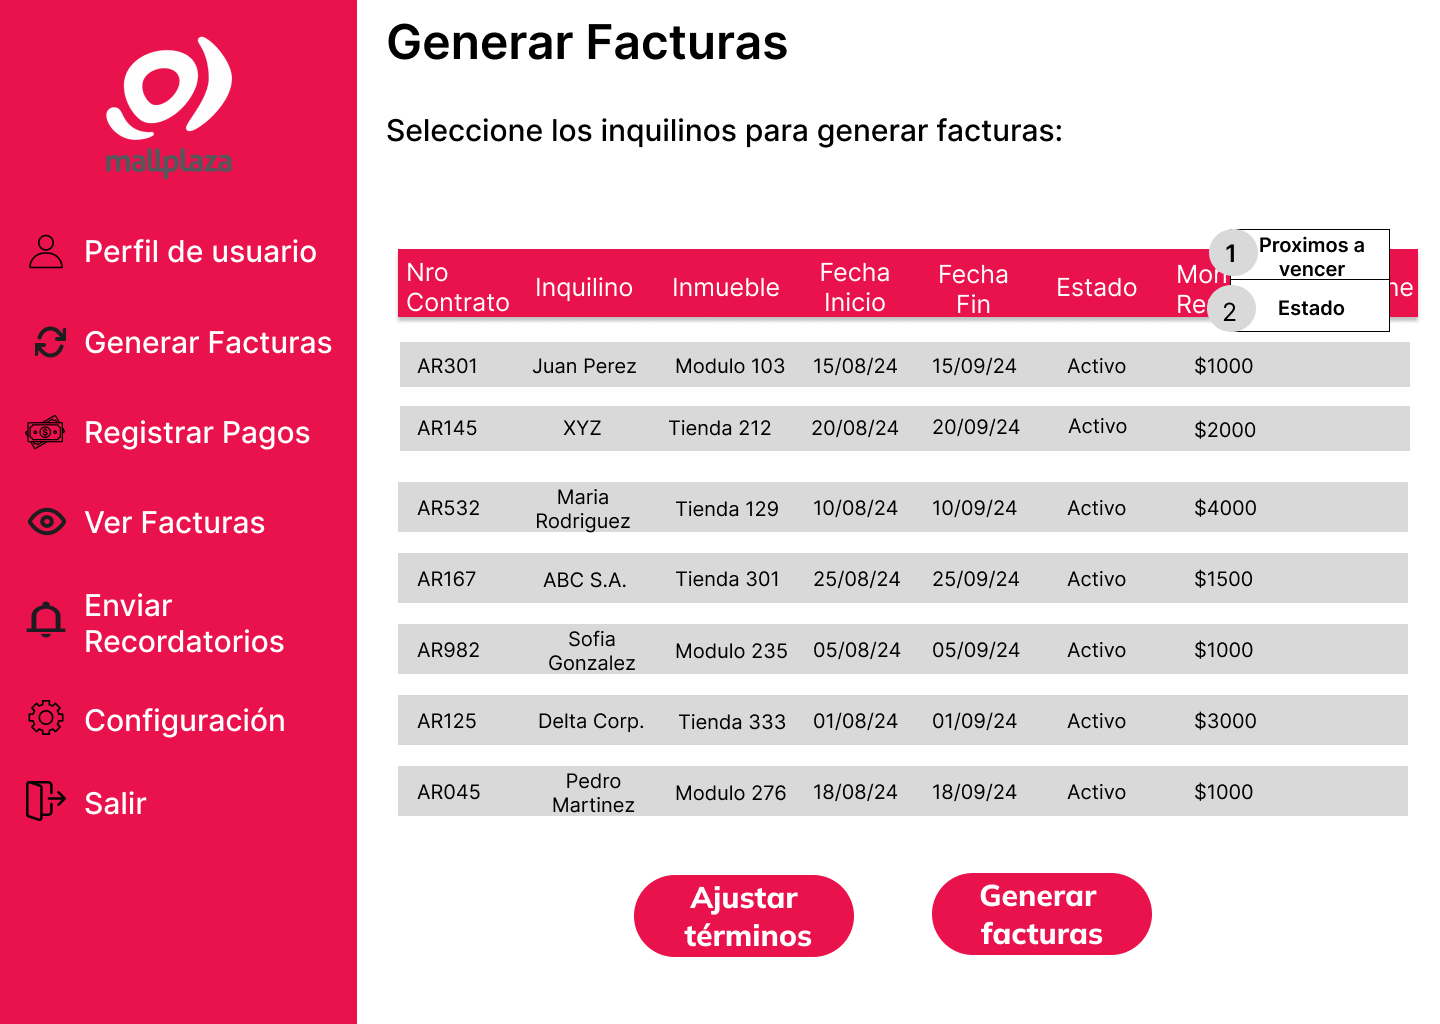 mallplaza
Perfil de usuario
Generar Facturas
Registrar Pagos
Ver Facturas
Enviar
Recordatorios
Configuración
Salir
Generar Facturas
Seleccione los inquilinos para generar facturas:
1 Proximos a
vencer
2 Estado
Nro
Contrato
Inquilino
Inmueble
Fecha
Inicio
Fecha
Fin
Estado
AR301 Juan Perez Modulo 103 15/08/24 15/09/24 Activo $1000
AR145 XYZ Tienda 212 20/08/24 20/09/24 Activo $2000
AR532 Maria
Rodriguez Tienda 129 10/08/24 10/09/24 Activo $4000
AR167 ABC S.A. Tienda 301 25/08/24 25/09/24 Activo $1500
AR982 Sofia
Gonzalez Modulo 235 05/08/24 05/09/24 Activo $1000
AR125 Delta Corp. Tienda 333 01/08/24 01/09/24 Activo $3000
AR045 Pedro
Martinez Modulo 276 18/08/24 18/09/24 Activo $1000
Ajustar
términos
Generar
facturas